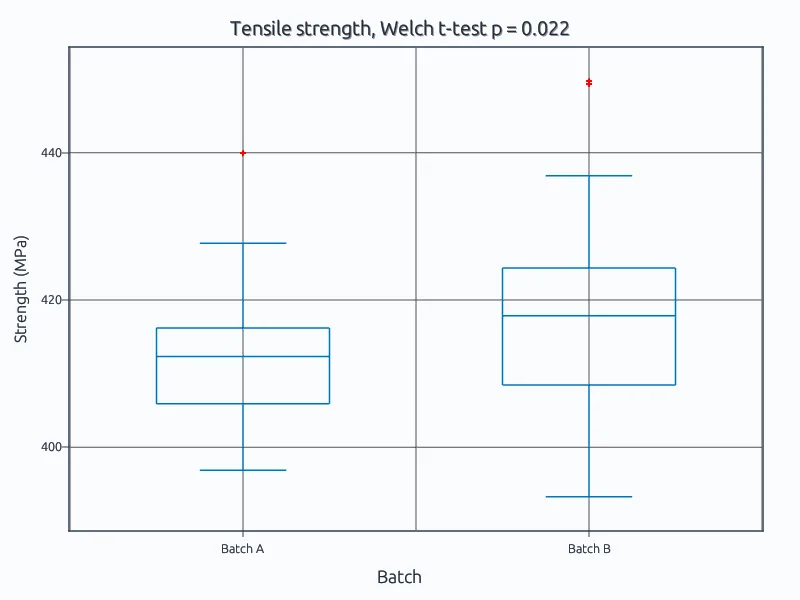 Tensile strength, Welch t-test p = 0.022
Strength (MPa)
440
420
400
Batch A
Batch B
Batch